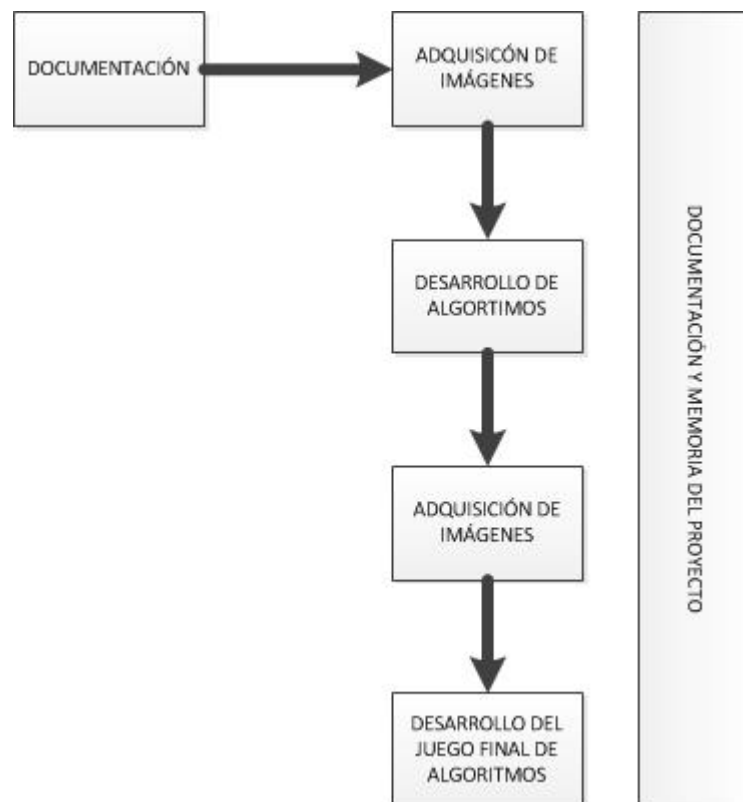 DOCUMENTACIÓN
ADQUISICÓN DE
IMÁGENES
DESARROLLO DE
ALGORTIMOS
ADQUISICIÓN DE
IMÁGENES
DESARROLLO DEL
JUEGO FINAL DE
ALGORITMOS
DOCUMENTACIÓN Y MEMORIA DEL PROYECTO